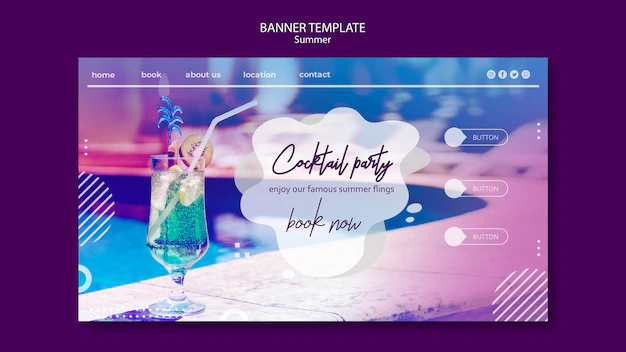 BANNER TEMPLATE
Summer
home book about us location contact
Cocktail party
enjoy our famous summer flings
book now
BUTTON
BUTTON
BUTTON